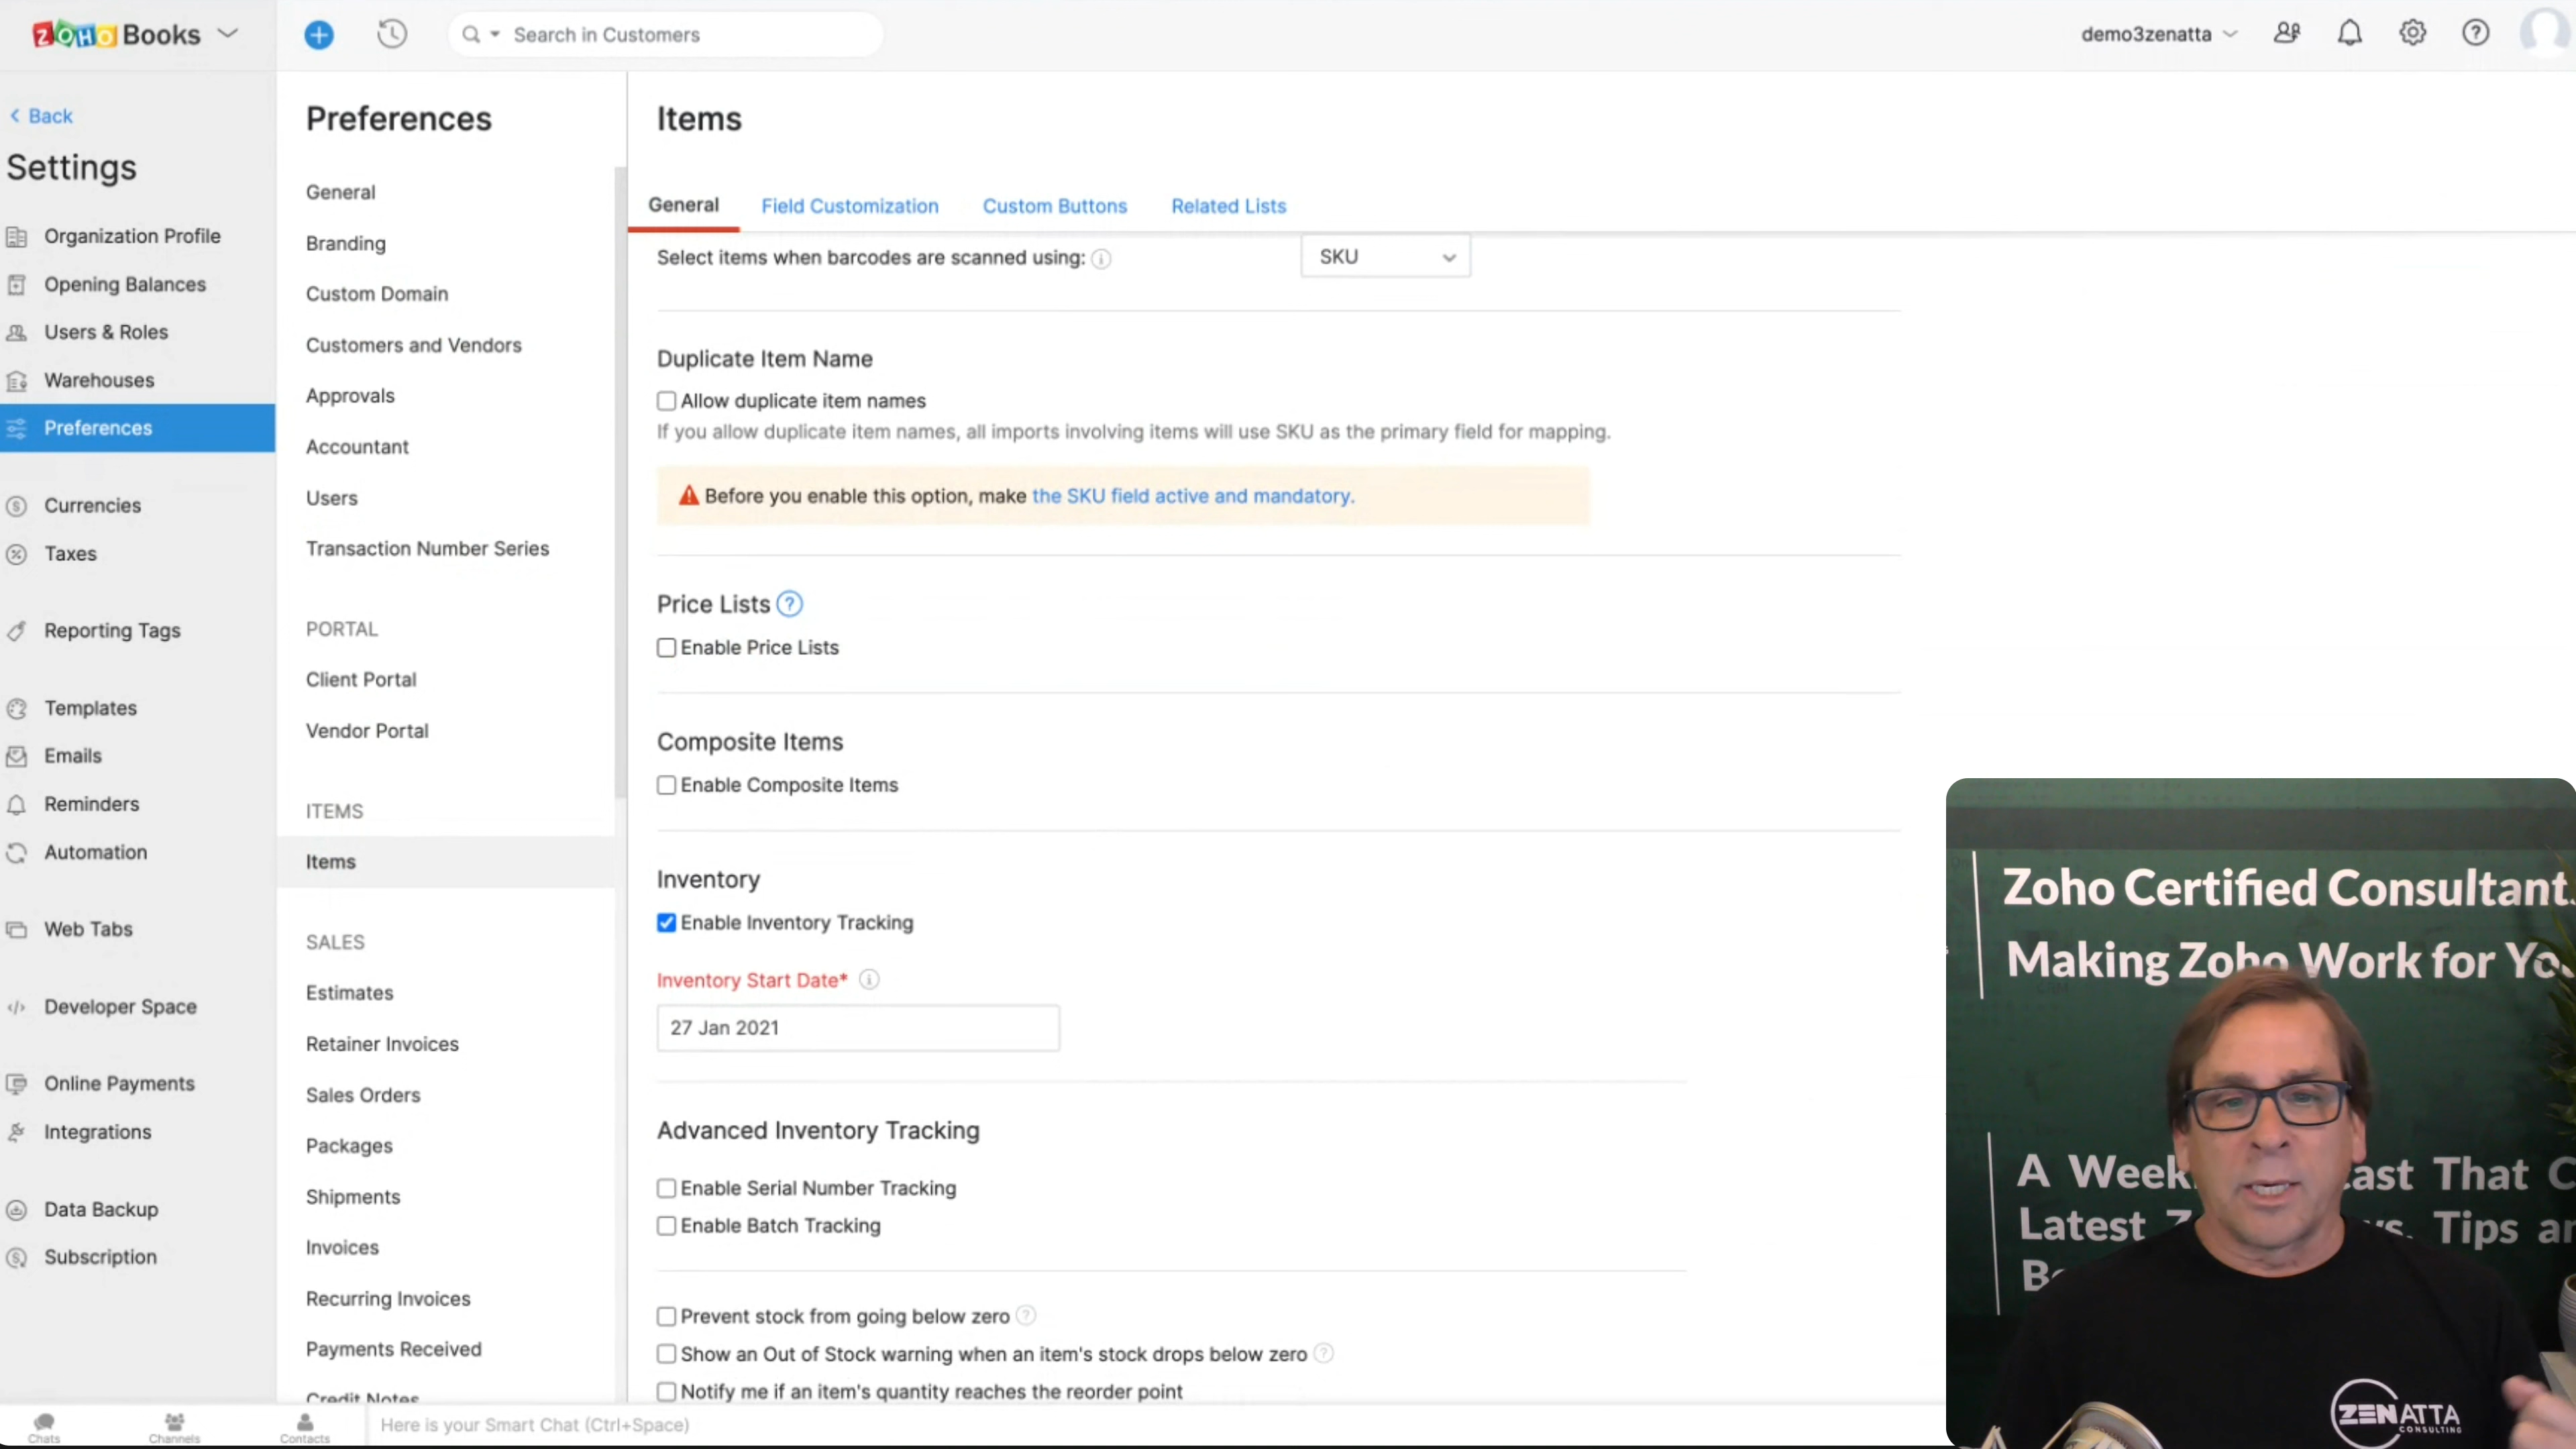 ZOHO Books
Search in Customers
demo3zenatta
Back
Settings
Organization Profile
Opening Balances
Users & Roles
Warehouses
Preferences
Currencies
Taxes
Reporting Tags
Templates
Emails
Reminders
Automation
Web Tabs
Developer Space
Online Payments
Integrations
Data Backup
Subscription
Preferences
General
Branding
Custom Domain
Customers and Vendors
Approvals
Accountant
Users
Transaction Number Series
PORTAL
Client Portal
Vendor Portal
ITEMS
Items
SALES
Estimates
Retainer Invoices
Sales Orders
Packages
Shipments
Invoices
Recurring Invoices
Payments Received
Credit Notes
Items
General Field Customization Custom Buttons Related Lists
Select items when barcodes are scanned using: SKU
Duplicate Item Name
Allow duplicate item names
If you allow duplicate item names, all imports involving items will use SKU as the primary field for mapping.
Before you enable this option, make the SKU field active and mandatory.
Price Lists
Enable Price Lists
Composite Items
Enable Composite Items
Inventory
Enable Inventory Tracking
Inventory Start Date*
27 Jan 2021
Advanced Inventory Tracking
Enable Serial Number Tracking
Enable Batch Tracking
Prevent stock from going below zero
Show an Out of Stock warning when an item's stock drops below zero
Notify me if an item's quantity reaches the reorder point
Chats
Channels
Contacts
Here is your Smart Chat (Ctrl+Space)
Zoho Certified Consultant
Making Zoho Work for
A That
Latest Tips
ZENATTA
CONSULTING